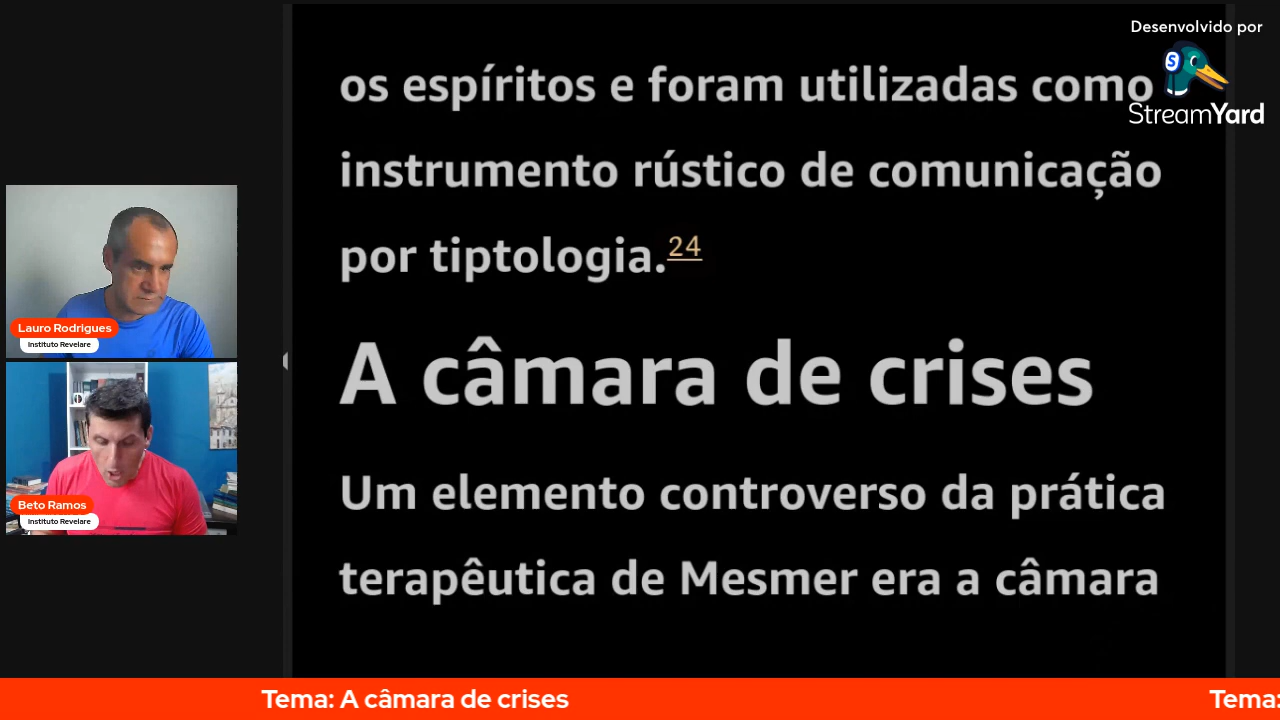 Desenvolvido por
StreamYard
os espíritos e foram utilizadas como
instrumento rústico de comunicação
por tiptologia.24
A câmara de crises
Um elemento controverso da prática
terapêutica de Mesmer era a câmara
Lauro Rodrigues
Instituto Revelare
Beto Ramos
Instituto Revelare
Tema: A câmara de crises
Tema: